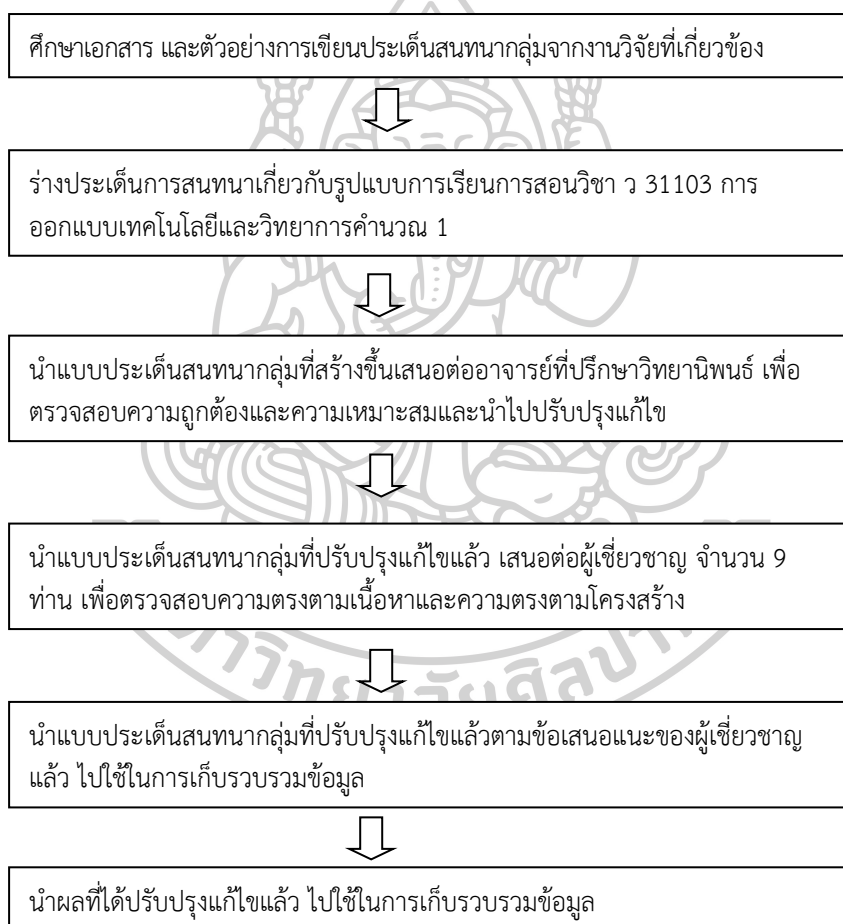 ศึกษาเอกสาร และตัวอย่างการเขียนประเด็นสนทนากลุ่มจากงานวิจัยที่เกี่ยวข้อง
ร่างประเด็นการสนทนาเกี่ยวกับรูปแบบการเรียนการสอนวิชา ว 31103 การ
ออกแบบเทคโนโลยีและวิทยาการคำนวณ 1
นำแบบประเด็นสนทนากลุ่มที่สร้างขึ้นเสนอต่ออาจารย์ที่ปรึกษาวิทยานิพนธ์ เพื่อ
ตรวจสอบความถูกต้องและความเหมาะสมและนำไปปรับปรุงแก้ไข
นำแบบประเด็นสนทนากลุ่มที่ปรับปรุงแก้ไขแล้ว เสนอต่อผู้เชี่ยวชาญ จำนวน 9
ท่าน เพื่อตรวจสอบความตรงตามเนื้อหาและความตรงตามโครงสร้าง
นำแบบประเด็นสนทนากลุ่มที่ปรับปรุงแก้ไขแล้วตามข้อเสนอแนะของผู้เชี่ยวชาญ
แล้ว ไปใช้ในการเก็บรวบรวมข้อมูล
นำผลที่ได้ปรับปรุงแก้ไขแล้ว ไปใช้ในการเก็บรวบรวมข้อมูล